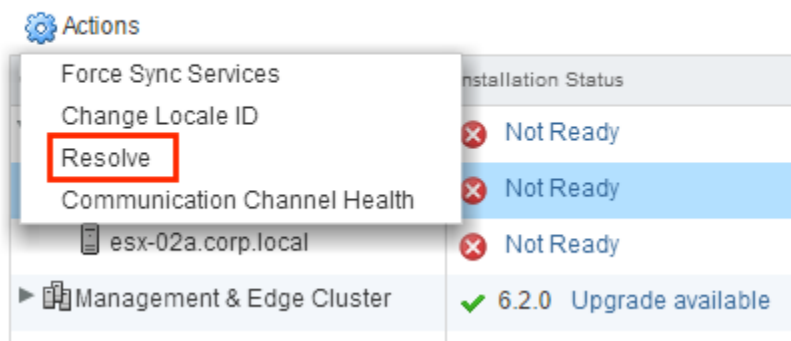 Actions
Force Sync Services
nstallation Status
Change Locale ID
Not Ready
Resolve
Not Ready
Communication Channel Health
esx-02a.corp.local
Not Ready
Management & Edge Cluster
6.2.0 Upgrade available